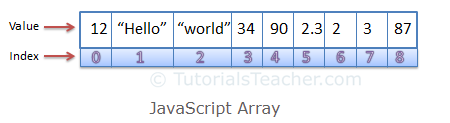 Value 12 “Hello” “world” 34 90 2.3 2 3 87
Index 0 1 2 3 4 5 6 7 8
© TutorialsTeacher.com
JavaScript Array